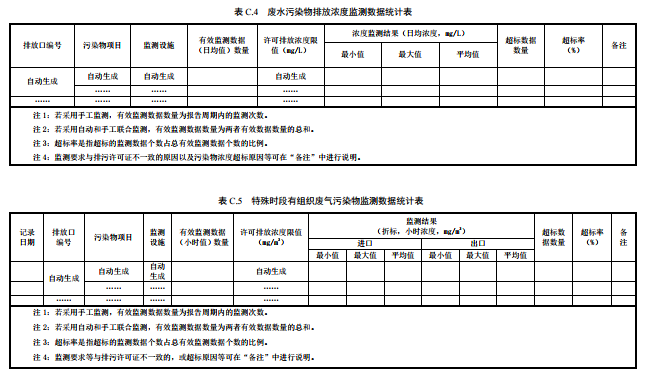 表 C.4 废水污染物排放浓度监测数据统计表
排放口编号 污染物项目 监测设施 有效监测数据（日均值）数量 许可排放浓度限值（mg/L） 浓度监测结果（日均浓度，mg/L） 超标数据数量 超标率（%） 备注
最小值 最大值 平均值
自动生成 自动生成 自动生成 自动生成
…… …… ……
…… …… …… ……
注 1：若采用手工监测，有效监测数据数量为报告周期内的监测次数。
注 2：若采用自动和手工联合监测，有效监测数据数量为两者有效数据数量的总和。
注 3：超标率是指超标的监测数据个数占总有效监测数据个数的比例。
注 4：监测要求与排污许可证不一致的原因以及污染物浓度超标原因等可在“备注”中进行说明。
表 C.5 特殊时段有组织废气污染物监测数据统计表
记录日期 排放口编号 污染物项目 监测设施 有效监测数据（小时值）数量 许可排放浓度限值（mg/m³） 监测结果（折标，小时浓度，mg/m³） 超标数据数量 超标率（%） 备注
进口 出口
最小值 最大值 平均值 最小值 最大值 平均值
自动生成 自动生成 自动生成 自动生成
…… …… ……
…… …… …… ……
注 1：若采用手工监测，有效监测数据数量为报告周期内的监测次数。
注 2：若采用自动和手工联合监测，有效监测数据数量为两者有效数据数量的总和。
注 3：超标率是指超标的监测数据个数占总有效监测数据个数的比例。
注 4：监测要求等与排污许可证不一致的，或超标原因等可在“备注”中进行说明。